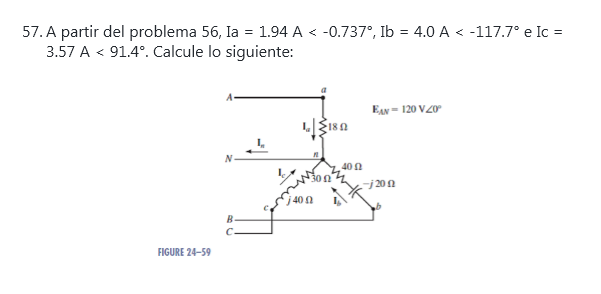 57. A partir del problema 56, Ia = 1.94 A < -0.737°, Ib = 4.0 A < -117.7° e Ic =
3.57 A < 91.4°. Calcule lo siguiente:
a
A
E_AN = 120 V∠0°
I_a
18 Ω
I_n
n
N
40 Ω
I_c
30 Ω
-j 20 Ω
j 40 Ω
I_b
c
b
B
C
FIGURE 24-59